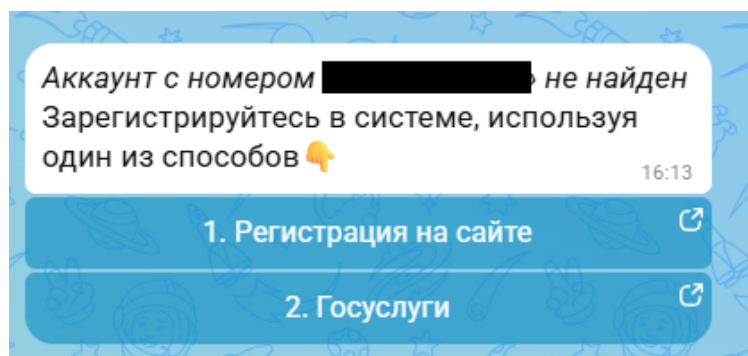 Аккаунт с номером » не найден
Зарегистрируйтесь в системе, используя
один из способов👇
16:13
1. Регистрация на сайте
2. Госуслуги